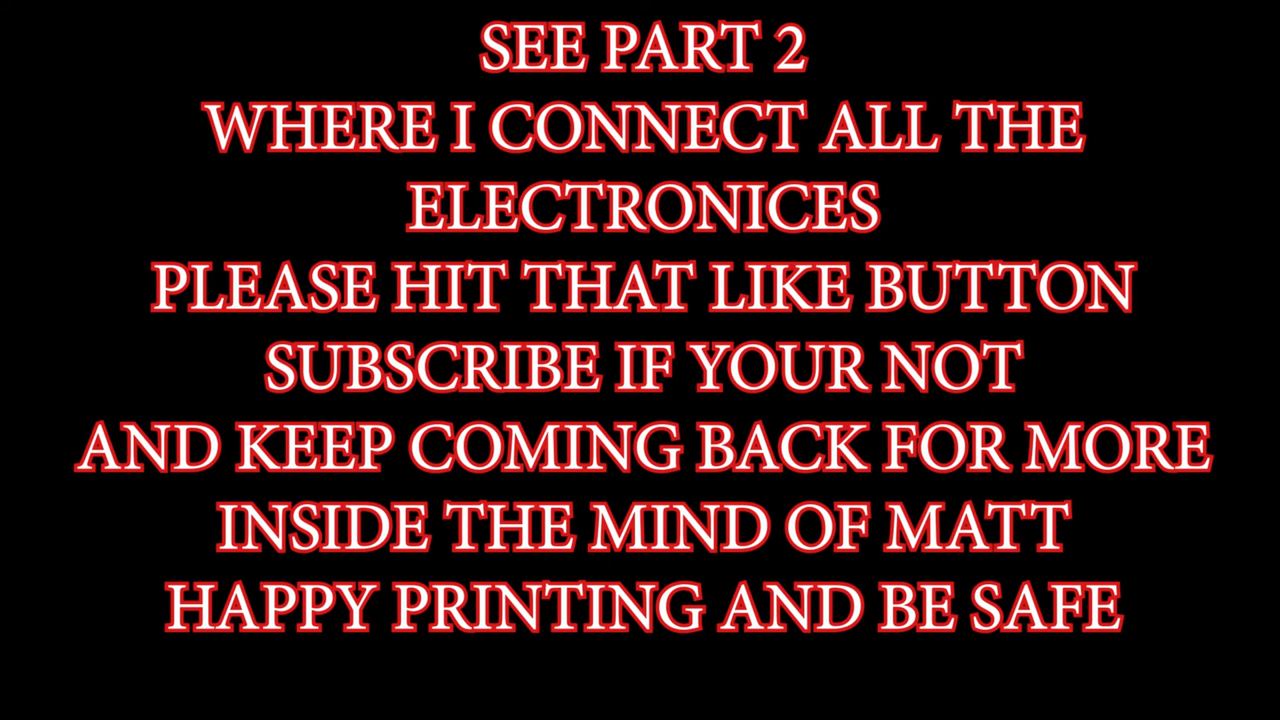 SEE PART 2
WHERE I CONNECT ALL THE
ELECTRONICES
PLEASE HIT THAT LIKE BUTTON
SUBSCRIBE IF YOUR NOT
AND KEEP COMING BACK FOR MORE
INSIDE THE MIND OF MATT
HAPPY PRINTING AND BE SAFE